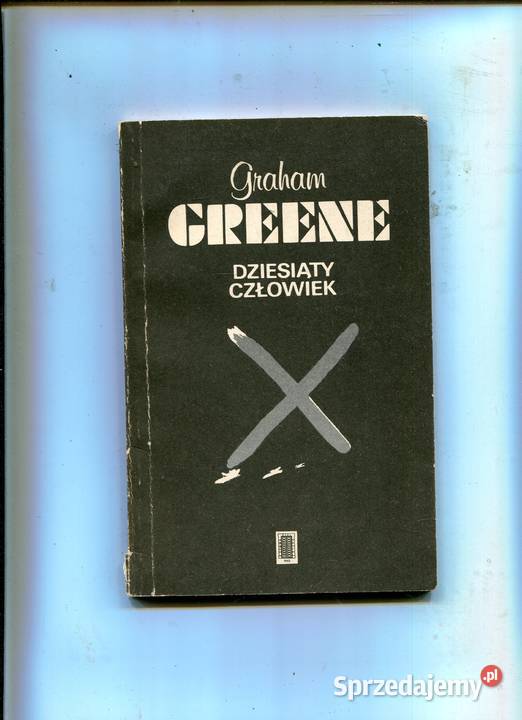 Graham
GREENE
DZIESIATY
CZŁOWIEK
Sprzedajemy.pl